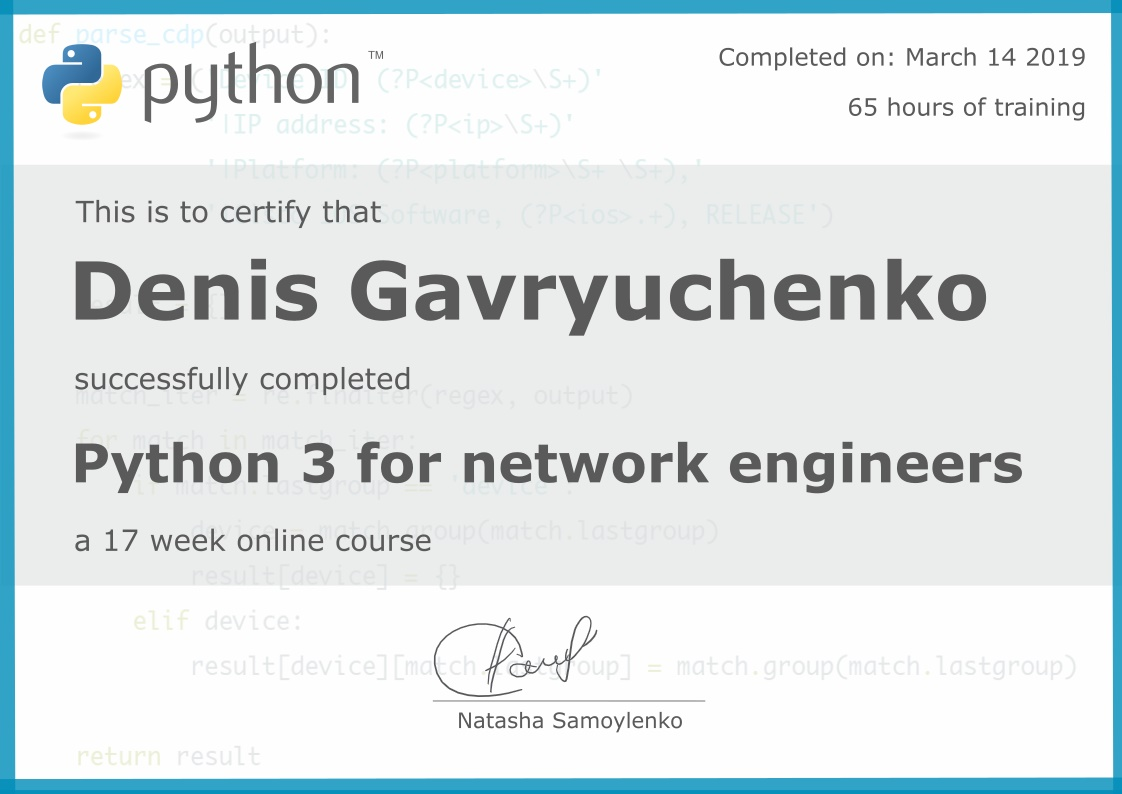 def parse_cdp(output):
python™
Completed on: March 14 2019
65 hours of training
Device ID: (?P<device>\S+)'
'|IP address: (?P<ip>\S+)'
'|Platform: (?P<platform>\S+ \S+),'
Software, (?P<ios>.+), RELEASE')
This is to certify that
Denis Gavryuchenko
successfully completed
match_iter = re.finditer(regex, output)
for match in match_iter:
Python 3 for network engineers
if match.lastgroup == 'device':
device = match.group(match.lastgroup)
a 17 week online course
result[device] = {}
elif device:
result[device][match.lastgroup] = match.group(match.lastgroup)
Natasha Samoylenko
return result